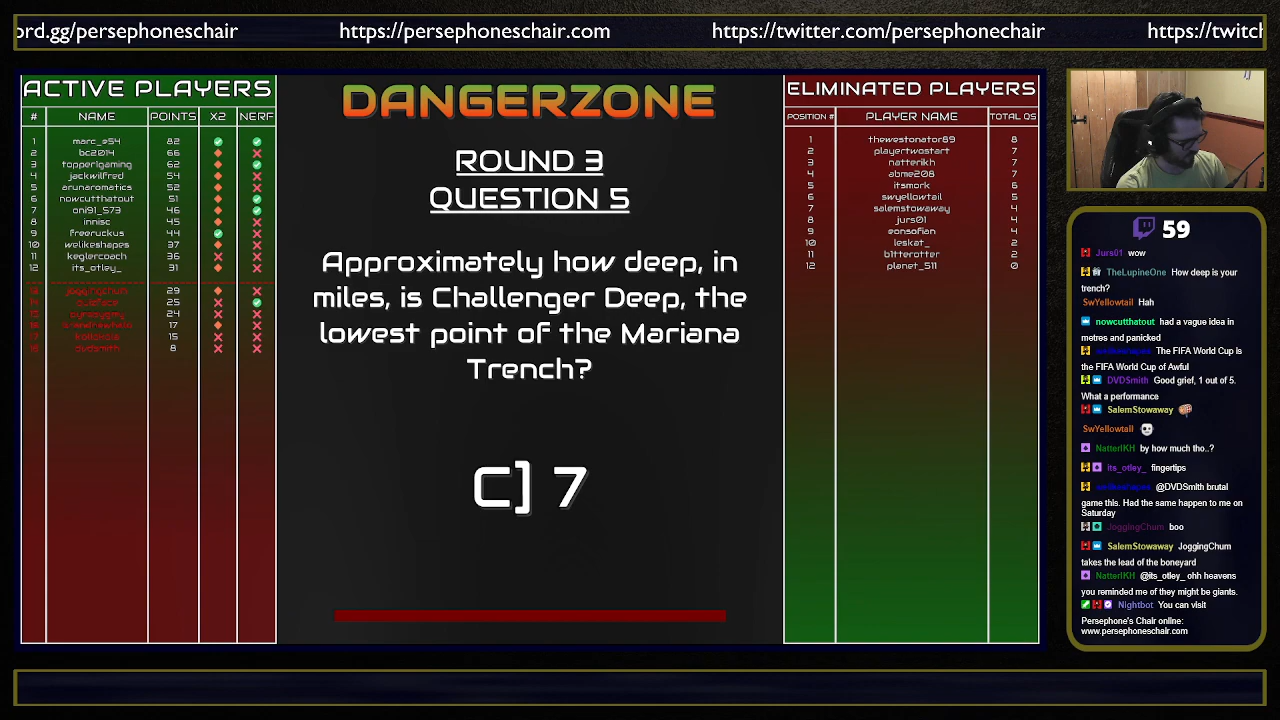 ord.gg/persephoneschair https://persephoneschair.com https://twitter.com/persephonechair https://twitch
ACTIVE PLAYERS
# NAME POINTS X2 NERF
1 marc_e54 82
2 bc2014 66
3 topper1gaming 62
4 jackwilfred 54
5 arunaromatics 52
6 nowcutthatout 51
7 oni91_573 46
8 innisc 45
9 freeruckus 44
10 welikeshapes 37
11 keglercoach 36
12 its_otley_ 31
joggingchum 29
25
24
17
15
dvdsmith 8
DANGERZONE
ROUND 3
QUESTION 5
Approximately how deep, in
miles, is Challenger Deep, the
lowest point of the Mariana
Trench?
C] 7
ELIMINATED PLAYERS
POSITION # PLAYER NAME TOTAL QS
1 thewestonator89 8
2 playertwostart 7
3 natterikh 7
4 abme208 7
5 itsmork 6
6 swyellowtail 5
7 salemstowaway 4
8 jurs01 4
9 eonsofian 4
10 leskat_ 2
11 b1tterotter 2
12 planet_511 0
59
Jurs01 wow
TheLupineOne How deep is your
trench?
SwYellowtail Hah
nowcutthatout had a vague idea in
metres and panicked
welikeshapes The FIFA World Cup is
the FIFA World Cup of Awful
DVDSmith Good grief, 1 out of 5.
What a performance
SalemStowaway
SwYellowtail
NatterIKH by how much tho..?
its_otley_ fingertips
welikeshapes @DVDSmith brutal
game this. Had the same happen to me on
Saturday
JoggingChum boo
SalemStowaway JoggingChum
takes the lead of the boneyard
NatterIKH @its_otley_ ohh heavens
you reminded me of they might be giants.
Nightbot You can visit
Persephone's Chair online:
www.persephoneschair.com